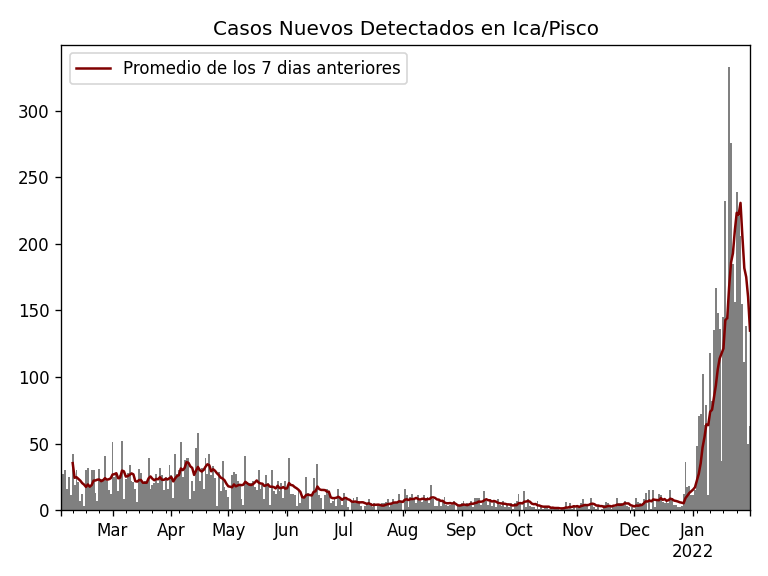 Casos Nuevos Detectados en Ica/Pisco
Promedio de los 7 dias anteriores
300
250
200
150
100
50
0
Mar Apr May Jun Jul Aug Sep Oct Nov Dec Jan
2022